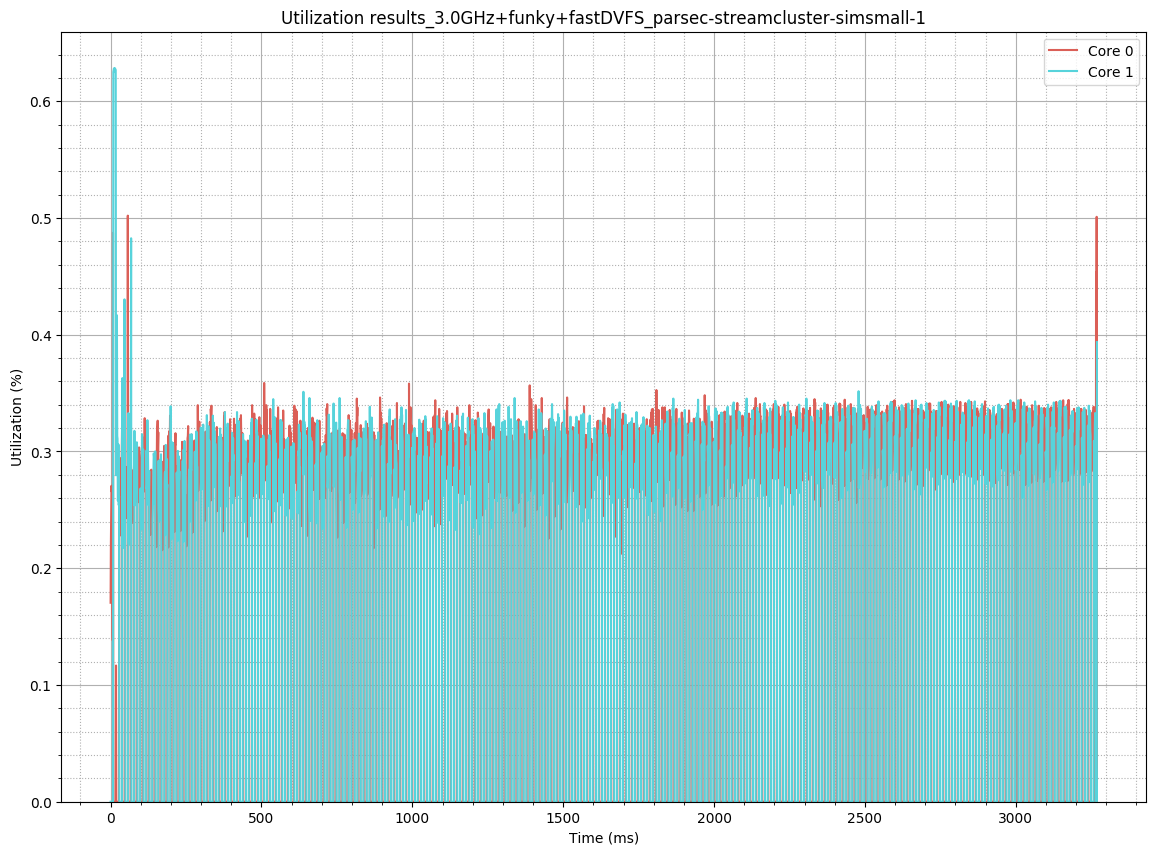 Utilization results_3.0GHz+funky+fastDVFS_parsec-streamcluster-simsmall-1
Core 0
Core 1
Utilization (%)
0.6
0.5
0.4
0.3
0.2
0.1
0.0
0 500 1000 1500 2000 2500 3000
Time (ms)